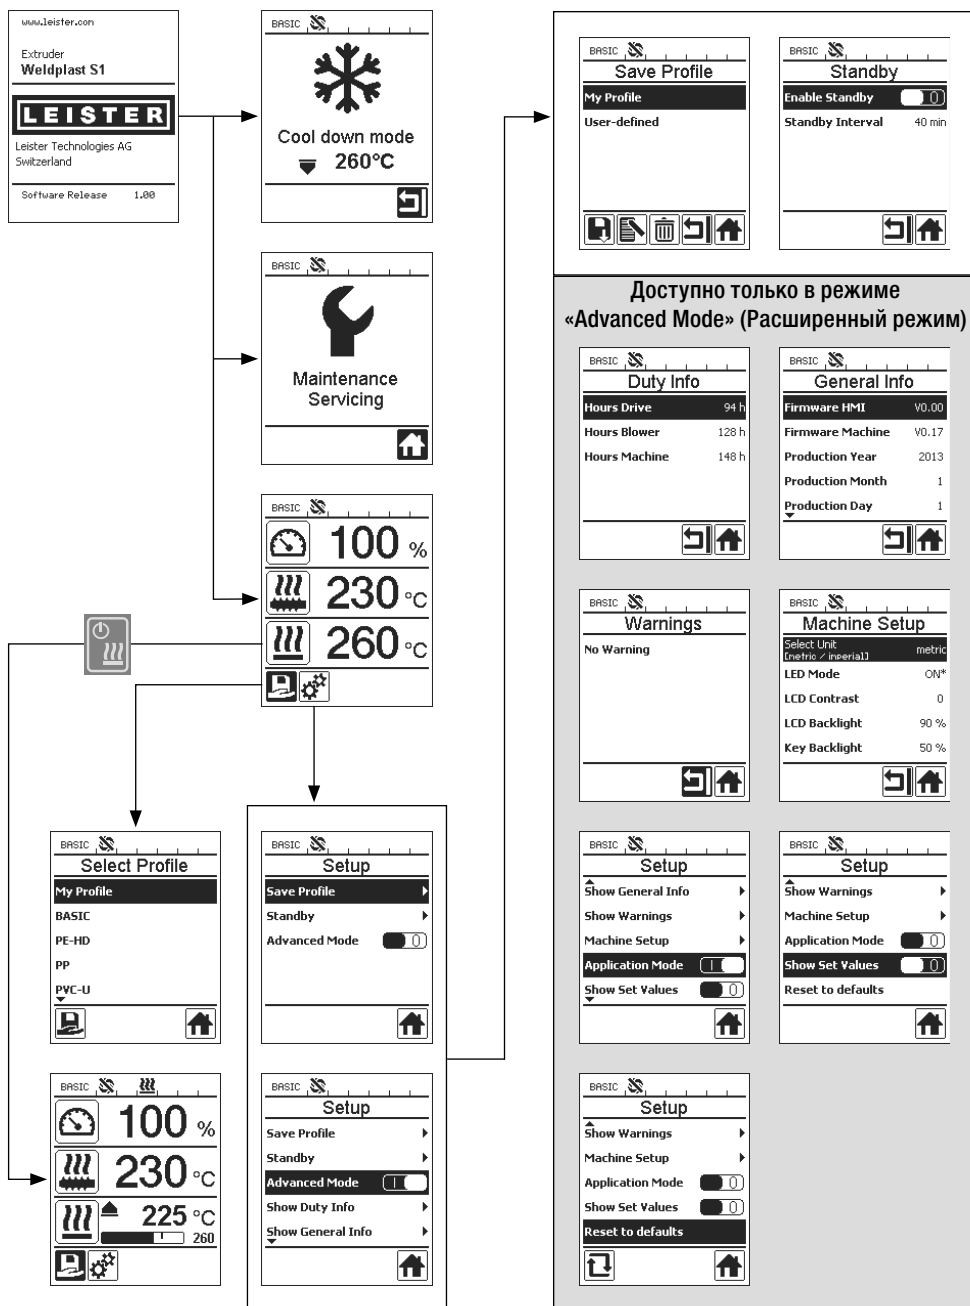 www.leister.com
Extruder
Weldplast S1
LEISTER
Leister Technologies AG
Switzerland
Software Release 1.00
BASIC
Cool down mode
260°C
BASIC
Maintenance
Servicing
BASIC
100 %
230 °C
260 °C
BASIC
Select Profile
My Profile
BASIC
PE-HD
PP
PVC-U
BASIC
Setup
Save Profile
Standby
Advanced Mode 0
BASIC
100 %
230 °C
225 °C
260
BASIC
Setup
Save Profile
Standby
Advanced Mode I
Show Duty Info
Show General Info
BASIC
Save Profile
My Profile
User-defined
BASIC
Standby
Enable Standby 0
Standby Interval 40 min
Доступно только в режиме
«Advanced Mode» (Расширенный режим)
BASIC
Duty Info
Hours Drive 94 h
Hours Blower 128 h
Hours Machine 148 h
BASIC
General Info
Firmware HMI V0.00
Firmware Machine V0.17
Production Year 2013
Production Month 1
Production Day 1
BASIC
Warnings
No Warning
BASIC
Machine Setup
Select Unit
[metric / inperial] metric
LED Mode ON*
LCD Contrast 0
LCD Backlight 90 %
Key Backlight 50 %
BASIC
Setup
Show General Info
Show Warnings
Machine Setup
Application Mode I
Show Set Values 0
BASIC
Setup
Show Warnings
Machine Setup
Application Mode 0
Show Set Values 0
Reset to defaults
BASIC
Setup
Show Warnings
Machine Setup
Application Mode 0
Show Set Values 0
Reset to defaults